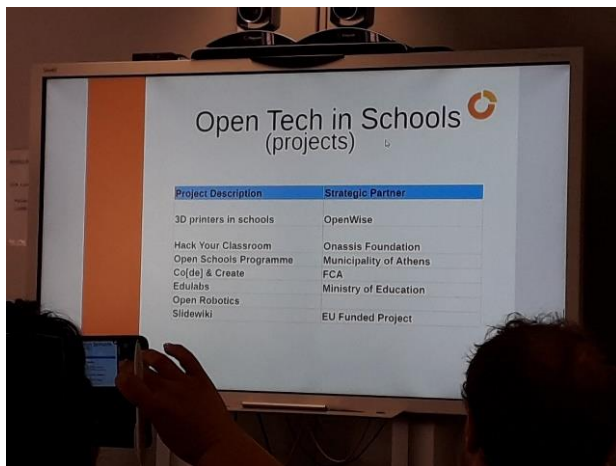 Open Tech in Schools
(projects)
Project Description Strategic Partner
3D printers in schools OpenWise
Hack Your Classroom Onassis Foundation
Open Schools Programme Municipality of Athens
Co[de] & Create FCA
Edulabs Ministry of Education
Open Robotics
Slidewiki EU Funded Project